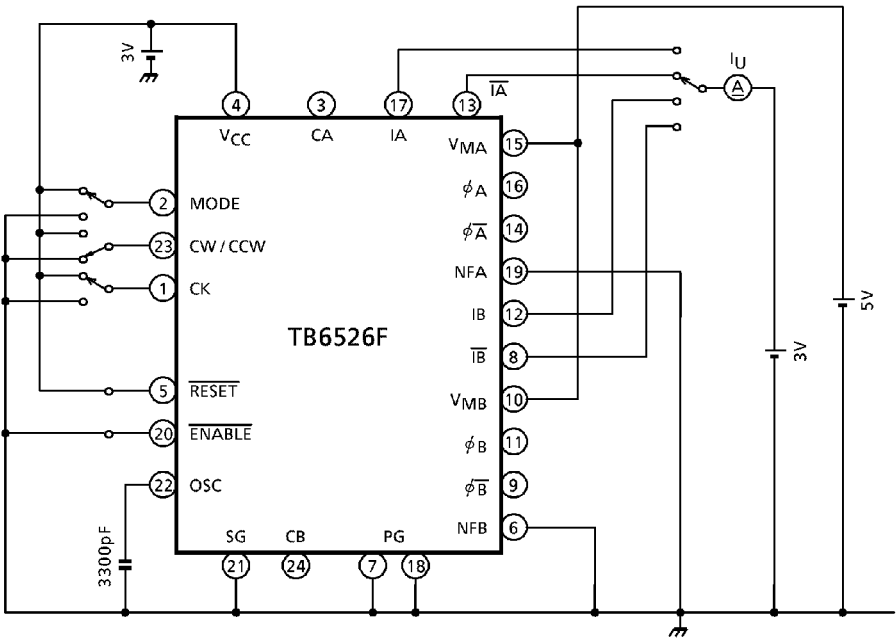 3V
4
3
17
13
IA
IU
A
VCC
CA
IA
VMA
15
ϕA
16
2
MODE
ϕA
14
23
CW / CCW
NFA
19
1
CK
IB
12
5V
TB6526F
3V
IB
8
5
RESET
VMB
10
20
ENABLE
ϕB
11
22
OSC
ϕB
9
3300pF
SG
CB
PG
NFB
6
21
24
7
18